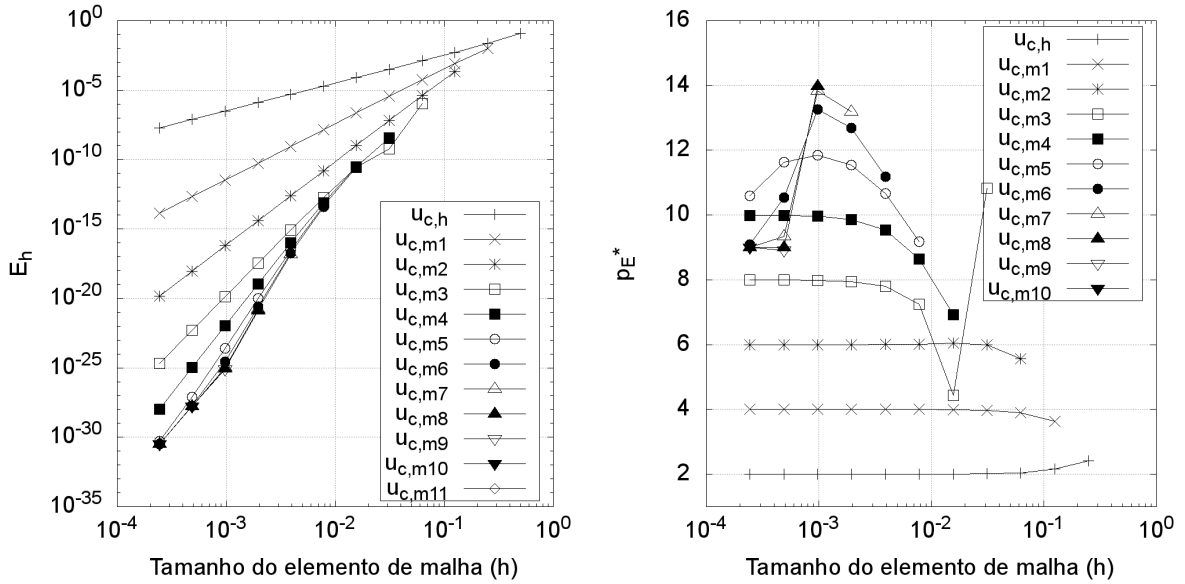 10^0
10^-5
10^-10
10^-15
10^-20
10^-25
10^-30
10^-35
E_h
u_c,h
u_c,m1
u_c,m2
u_c,m3
u_c,m4
u_c,m5
u_c,m6
u_c,m7
u_c,m8
u_c,m9
u_c,m10
u_c,m11
10^-4
10^-3
10^-2
10^-1
10^0
Tamanho do elemento de malha (h)
16
14
12
10
8
6
4
2
p_E*
u_c,h
u_c,m1
u_c,m2
u_c,m3
u_c,m4
u_c,m5
u_c,m6
u_c,m7
u_c,m8
u_c,m9
u_c,m10
10^-4
10^-3
10^-2
10^-1
10^0
Tamanho do elemento de malha (h)